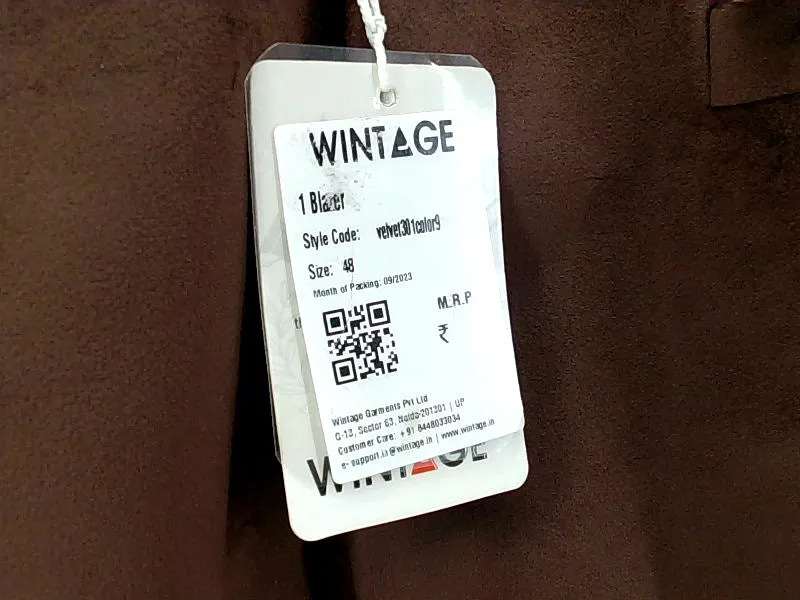 WINTAGE
1 Blazer
Style Code: velvet301color9
Size: 48
Month of Packing: 09/2023
M.R.P
₹
Wintage Garments Pvt Ltd
G-13, Sector 63, Noida-201301 | UP
Customer Care: +91 8448033034
e- support.in@wintage.in | www.wintage.in
WINTAGE